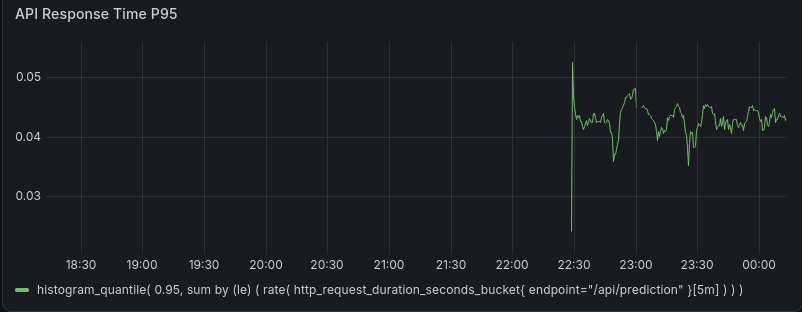 API Response Time P95
0.05
0.04
0.03
18:30 19:00 19:30 20:00 20:30 21:00 21:30 22:00 22:30 23:00 23:30 00:00
histogram_quantile( 0.95, sum by (le) ( rate( http_request_duration_seconds_bucket{ endpoint="/api/prediction" }[5m] ) ) )